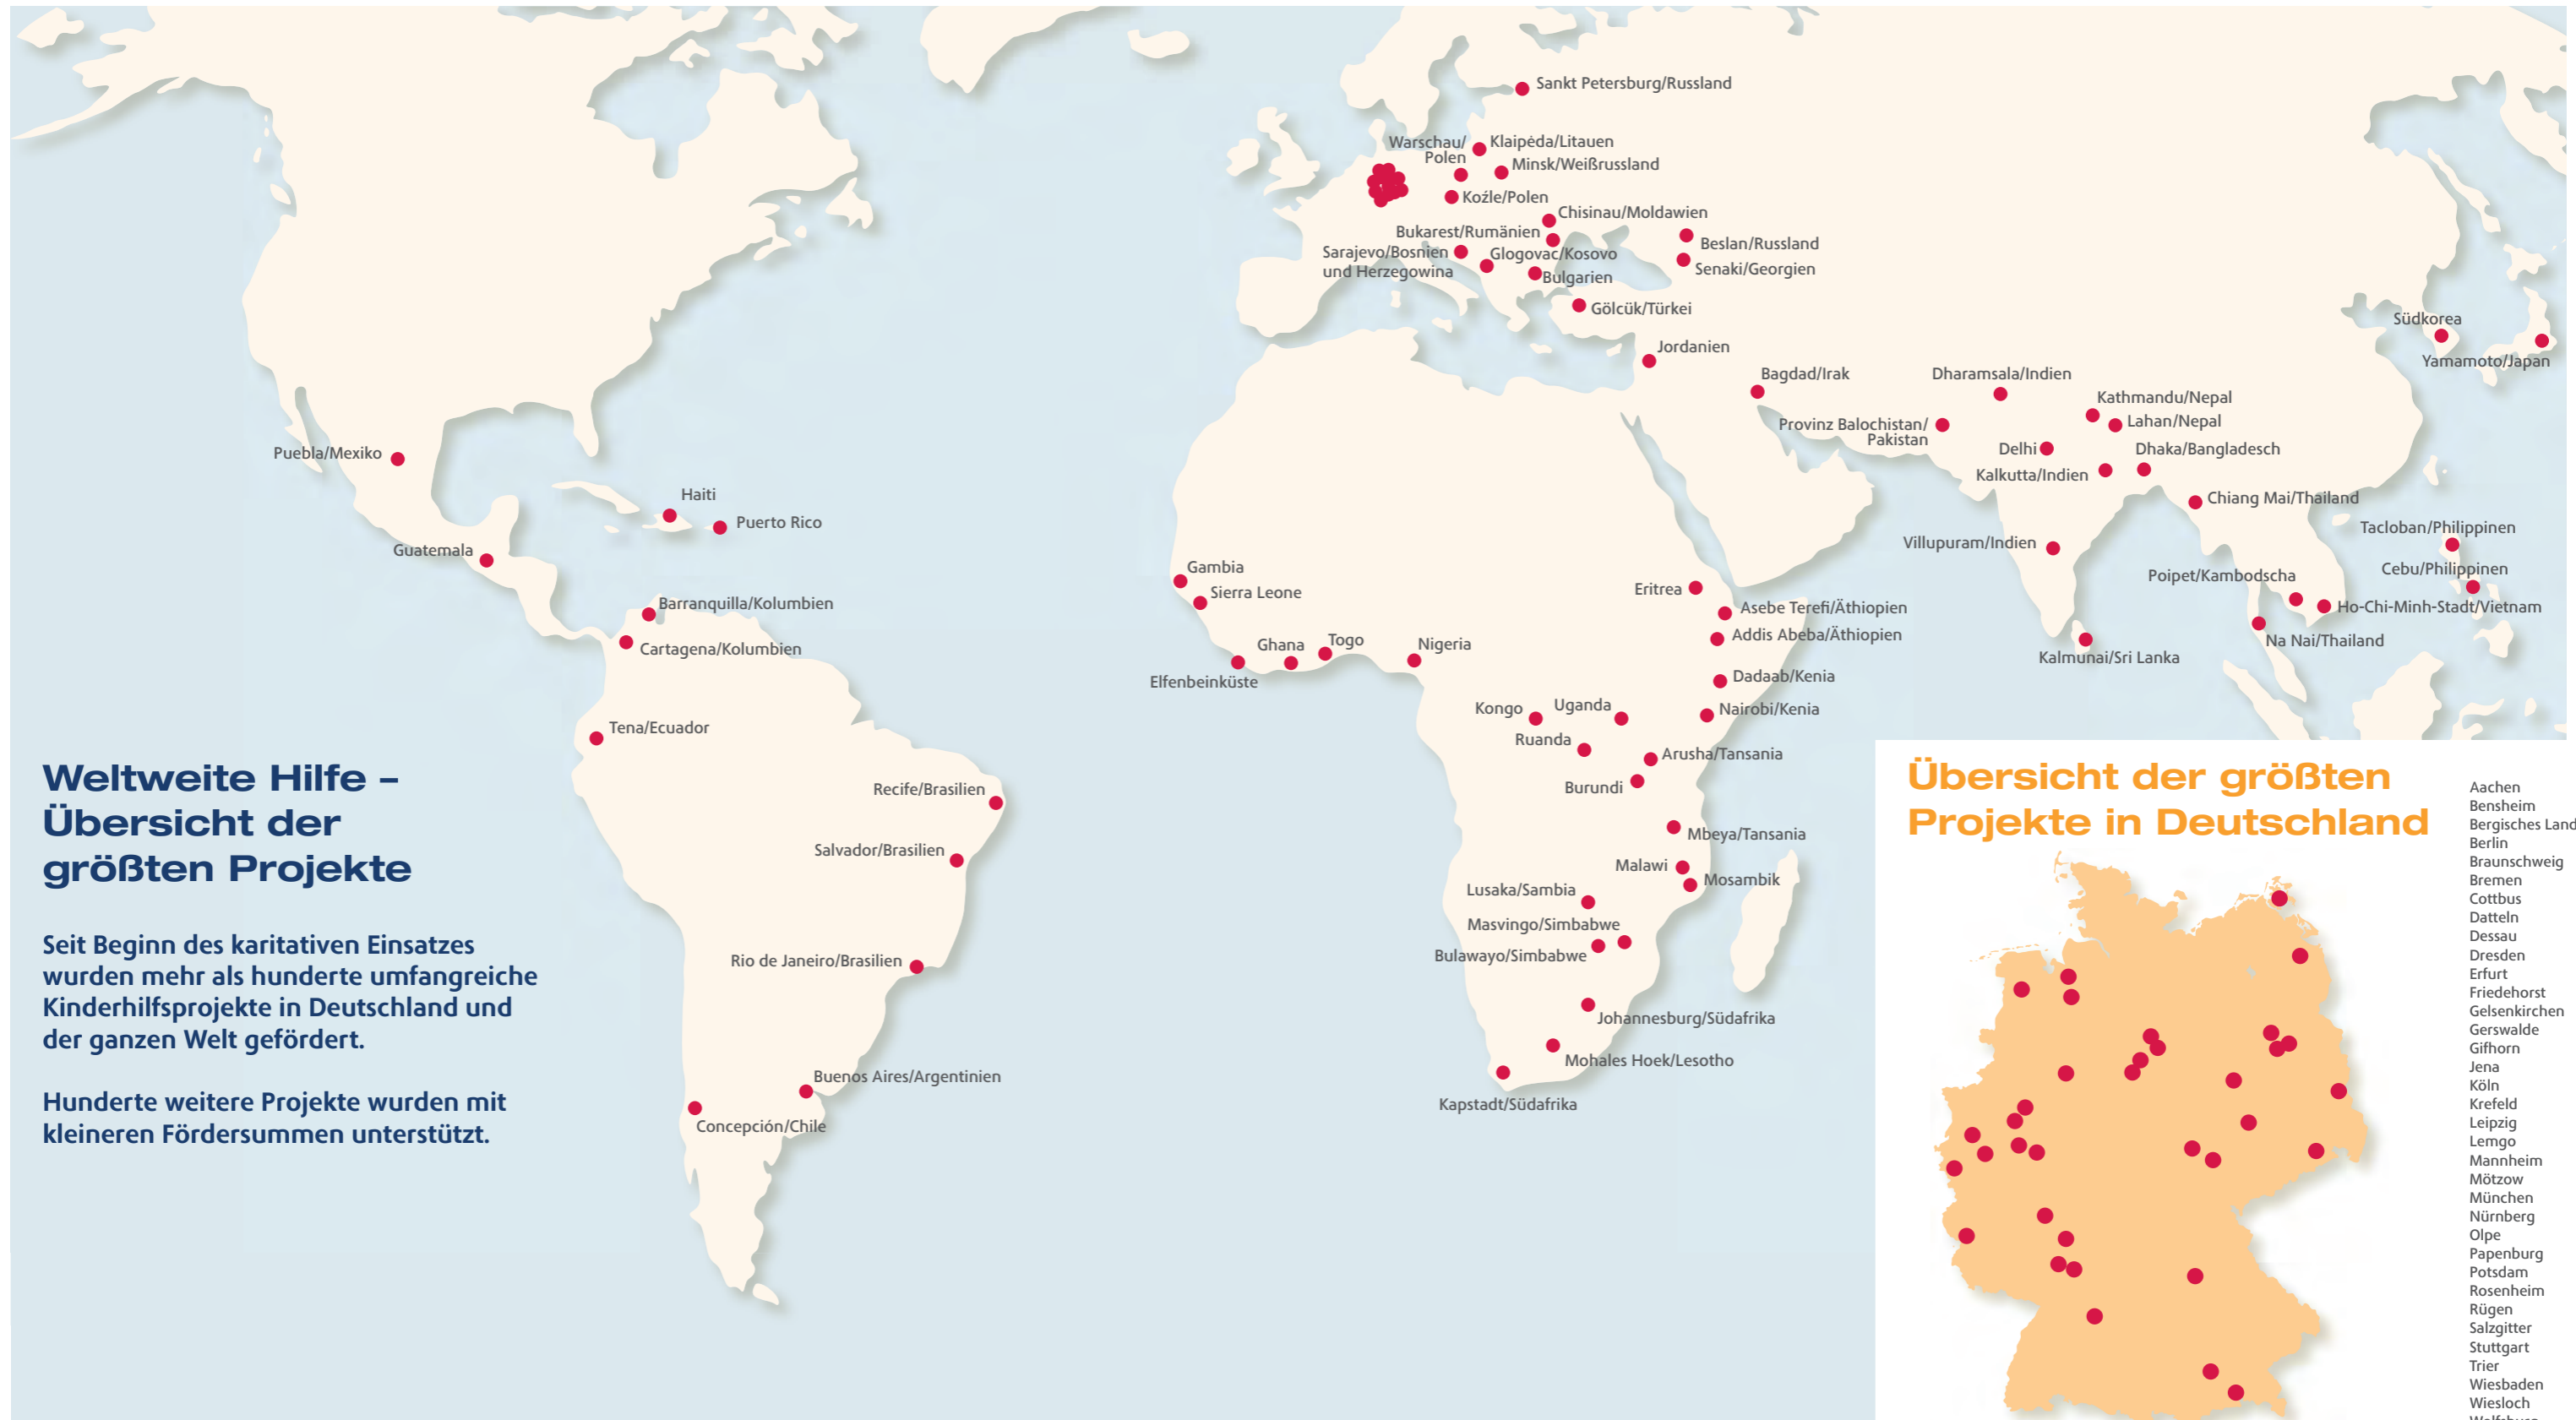 Sankt Petersburg/Russland
Warschau/
Polen
Klaipėda/Litauen
Minsk/Weißrussland
Koźle/Polen
Chisinau/Moldawien
Bukarest/Rumänien
Beslan/Russland
Sarajevo/Bosnien
und Herzegowina
Glogovac/Kosovo
Senaki/Georgien
Bulgarien
Gölcük/Türkei
Südkorea
Yamamoto/Japan
Jordanien
Bagdad/Irak
Dharamsala/Indien
Kathmandu/Nepal
Lahan/Nepal
Provinz Balochistan/
Pakistan
Delhi
Dhaka/Bangladesch
Kalkutta/Indien
Chiang Mai/Thailand
Puebla/Mexiko
Haiti
Puerto Rico
Guatemala
Tacloban/Philippinen
Villupuram/Indien
Cebu/Philippinen
Poipet/Kambodscha
Ho-Chi-Minh-Stadt/Vietnam
Na Nai/Thailand
Kalmunai/Sri Lanka
Gambia
Sierra Leone
Eritrea
Asebe Terefi/Äthiopien
Addis Abeba/Äthiopien
Barranquilla/Kolumbien
Cartagena/Kolumbien
Ghana
Togo
Nigeria
Elfenbeinküste
Dadaab/Kenia
Kongo
Uganda
Nairobi/Kenia
Ruanda
Arusha/Tansania
Burundi
Tena/Ecuador
Recife/Brasilien
Mbeya/Tansania
Salvador/Brasilien
Malawi
Mosambik
Lusaka/Sambia
Masvingo/Simbabwe
Bulawayo/Simbabwe
Rio de Janeiro/Brasilien
Johannesburg/Südafrika
Mohales Hoek/Lesotho
Kapstadt/Südafrika
Buenos Aires/Argentinien
Concepción/Chile
Weltweite Hilfe –
Übersicht der
größten Projekte
Seit Beginn des karitativen Einsatzes
wurden mehr als hunderte umfangreiche
Kinderhilfsprojekte in Deutschland und
der ganzen Welt gefördert.
Hunderte weitere Projekte wurden mit
kleineren Fördersummen unterstützt.
Übersicht der größten
Projekte in Deutschland
Aachen
Bensheim
Bergisches Land
Berlin
Braunschweig
Bremen
Cottbus
Datteln
Dessau
Dresden
Erfurt
Friedehorst
Gelsenkirchen
Gerswalde
Gifhorn
Jena
Köln
Krefeld
Leipzig
Lemgo
Mannheim
Mötzow
München
Nürnberg
Olpe
Papenburg
Potsdam
Rosenheim
Rügen
Salzgitter
Stuttgart
Trier
Wiesbaden
Wiesloch
Wolfsburg